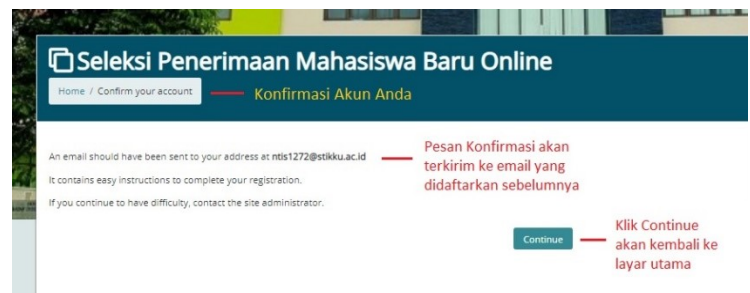 Seleksi Penerimaan Mahasiswa Baru Online
Home / Confirm your account
Konfirmasi Akun Anda
An email should have been sent to your address at ntis1272@stikku.ac.id
It contains easy instructions to complete your registration.
If you continue to have difficulty, contact the site administrator.
Pesan Konfirmasi akan
terkirim ke email yang
didaftarkan sebelumnya
Continue
Klik Continue
akan kembali ke
layar utama